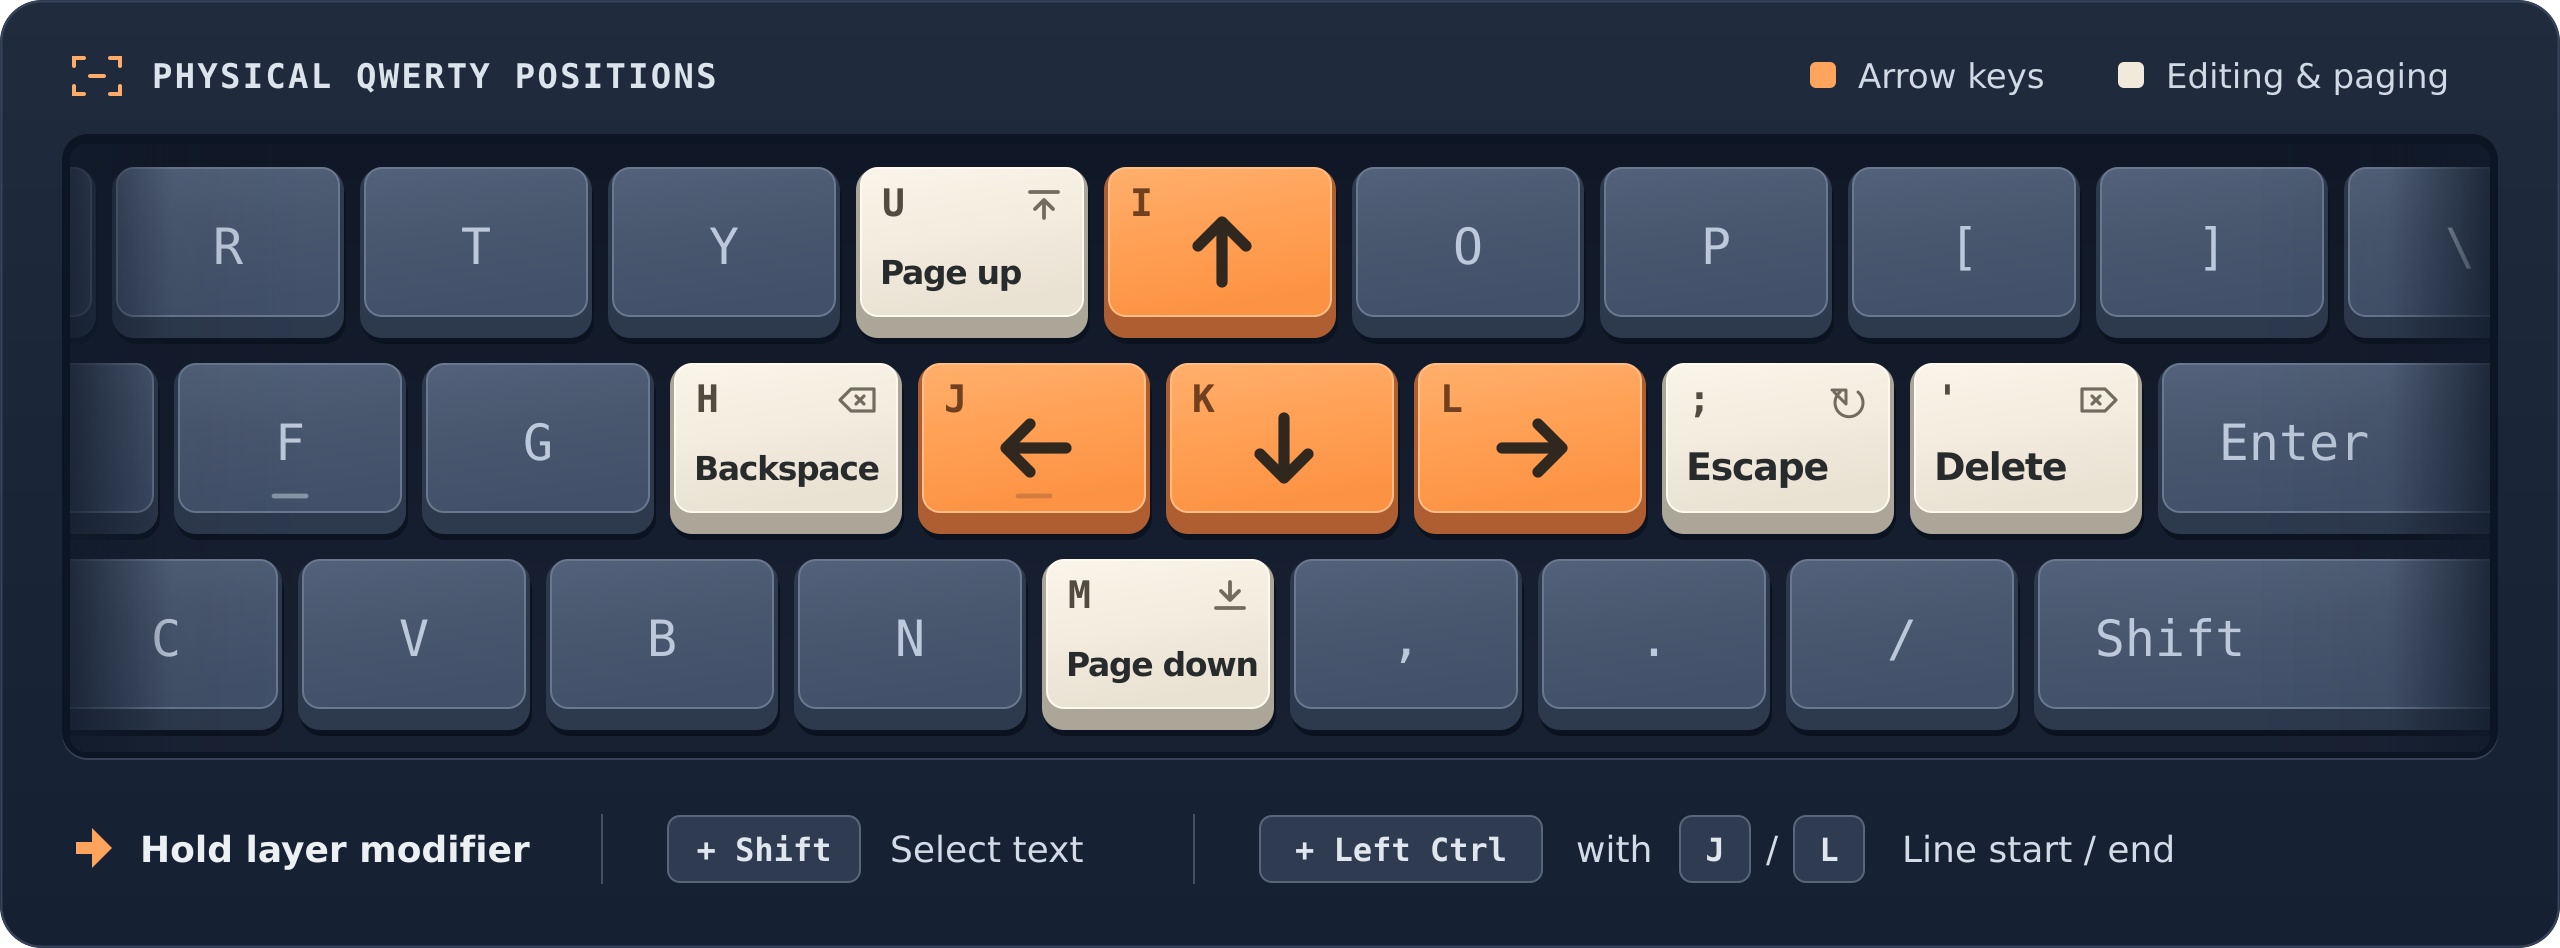 PHYSICAL QWERTY POSITIONS
Arrow keys
Editing & paging
R T Y U I O P [ ] \
Page up
F G H J K L ; ' Enter
Backspace Escape Delete
C V B N M , . / Shift
Page down
Hold layer modifier + Shift Select text + Left Ctrl with J / L Line start / end